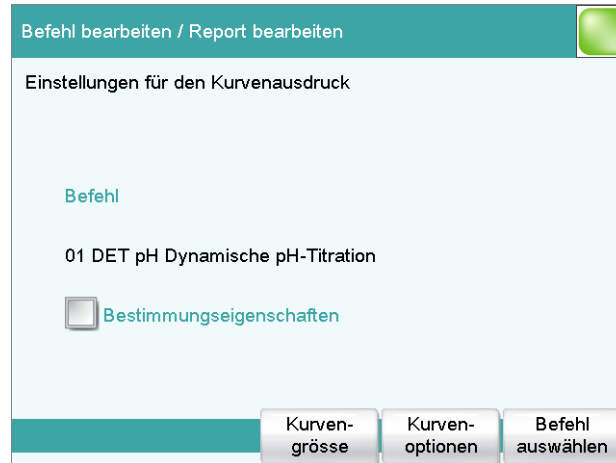 Befehl bearbeiten / Report bearbeiten
Einstellungen für den Kurvenausdruck
Befehl
01 DET pH Dynamische pH-Titration
Bestimmungseigenschaften
Kurven-
grösse
Kurven-
optionen
Befehl
auswählen